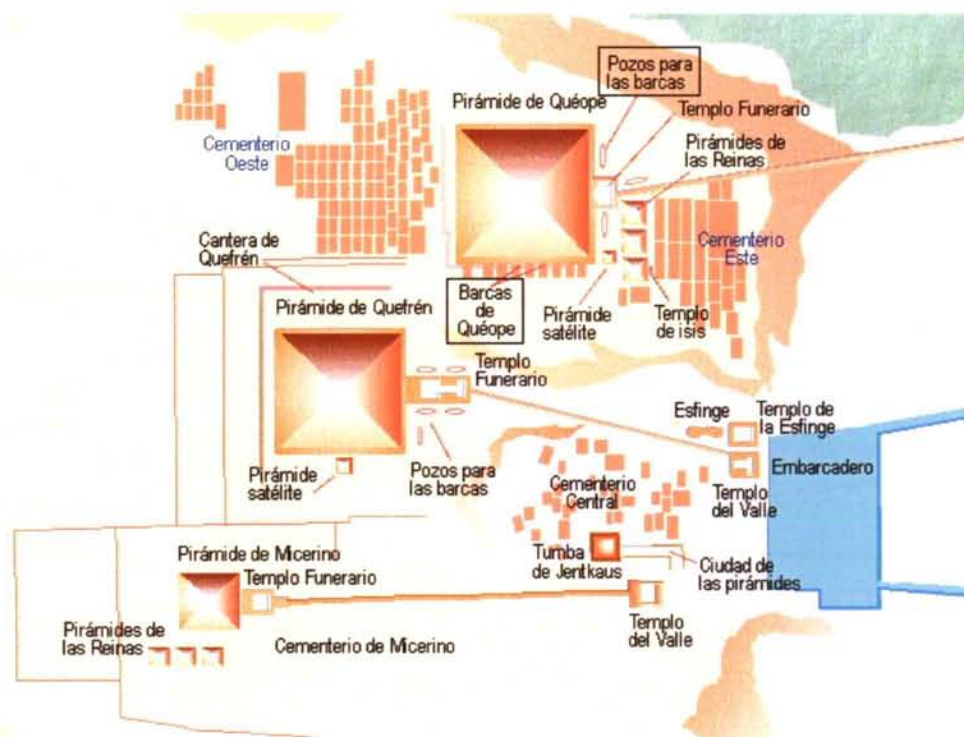 Pozos para
las barcas
Pirámide de Quéope
Templo Funerario
Pirámides de
las Reinas
Cementerio
Oeste
Cementerio
Este
Cantera de
Quefrén
Pirámide de Quefrén
Barcas
de
Quéope
Pirámide
satélite
Templo
de isis
Templo
Funerario
Esfinge
Templo de
la Esfinge
Embarcadero
Pirámide
satélite
Pozos para
las barcas
Cementerio
Central
Templo
del Valle
Pirámide de Micerino
Templo Funerario
Tumba
de Jentkaus
Ciudad de
las pirámides
Pirámides de
las Reinas
Cementerio de Micerino
Templo
del Valle